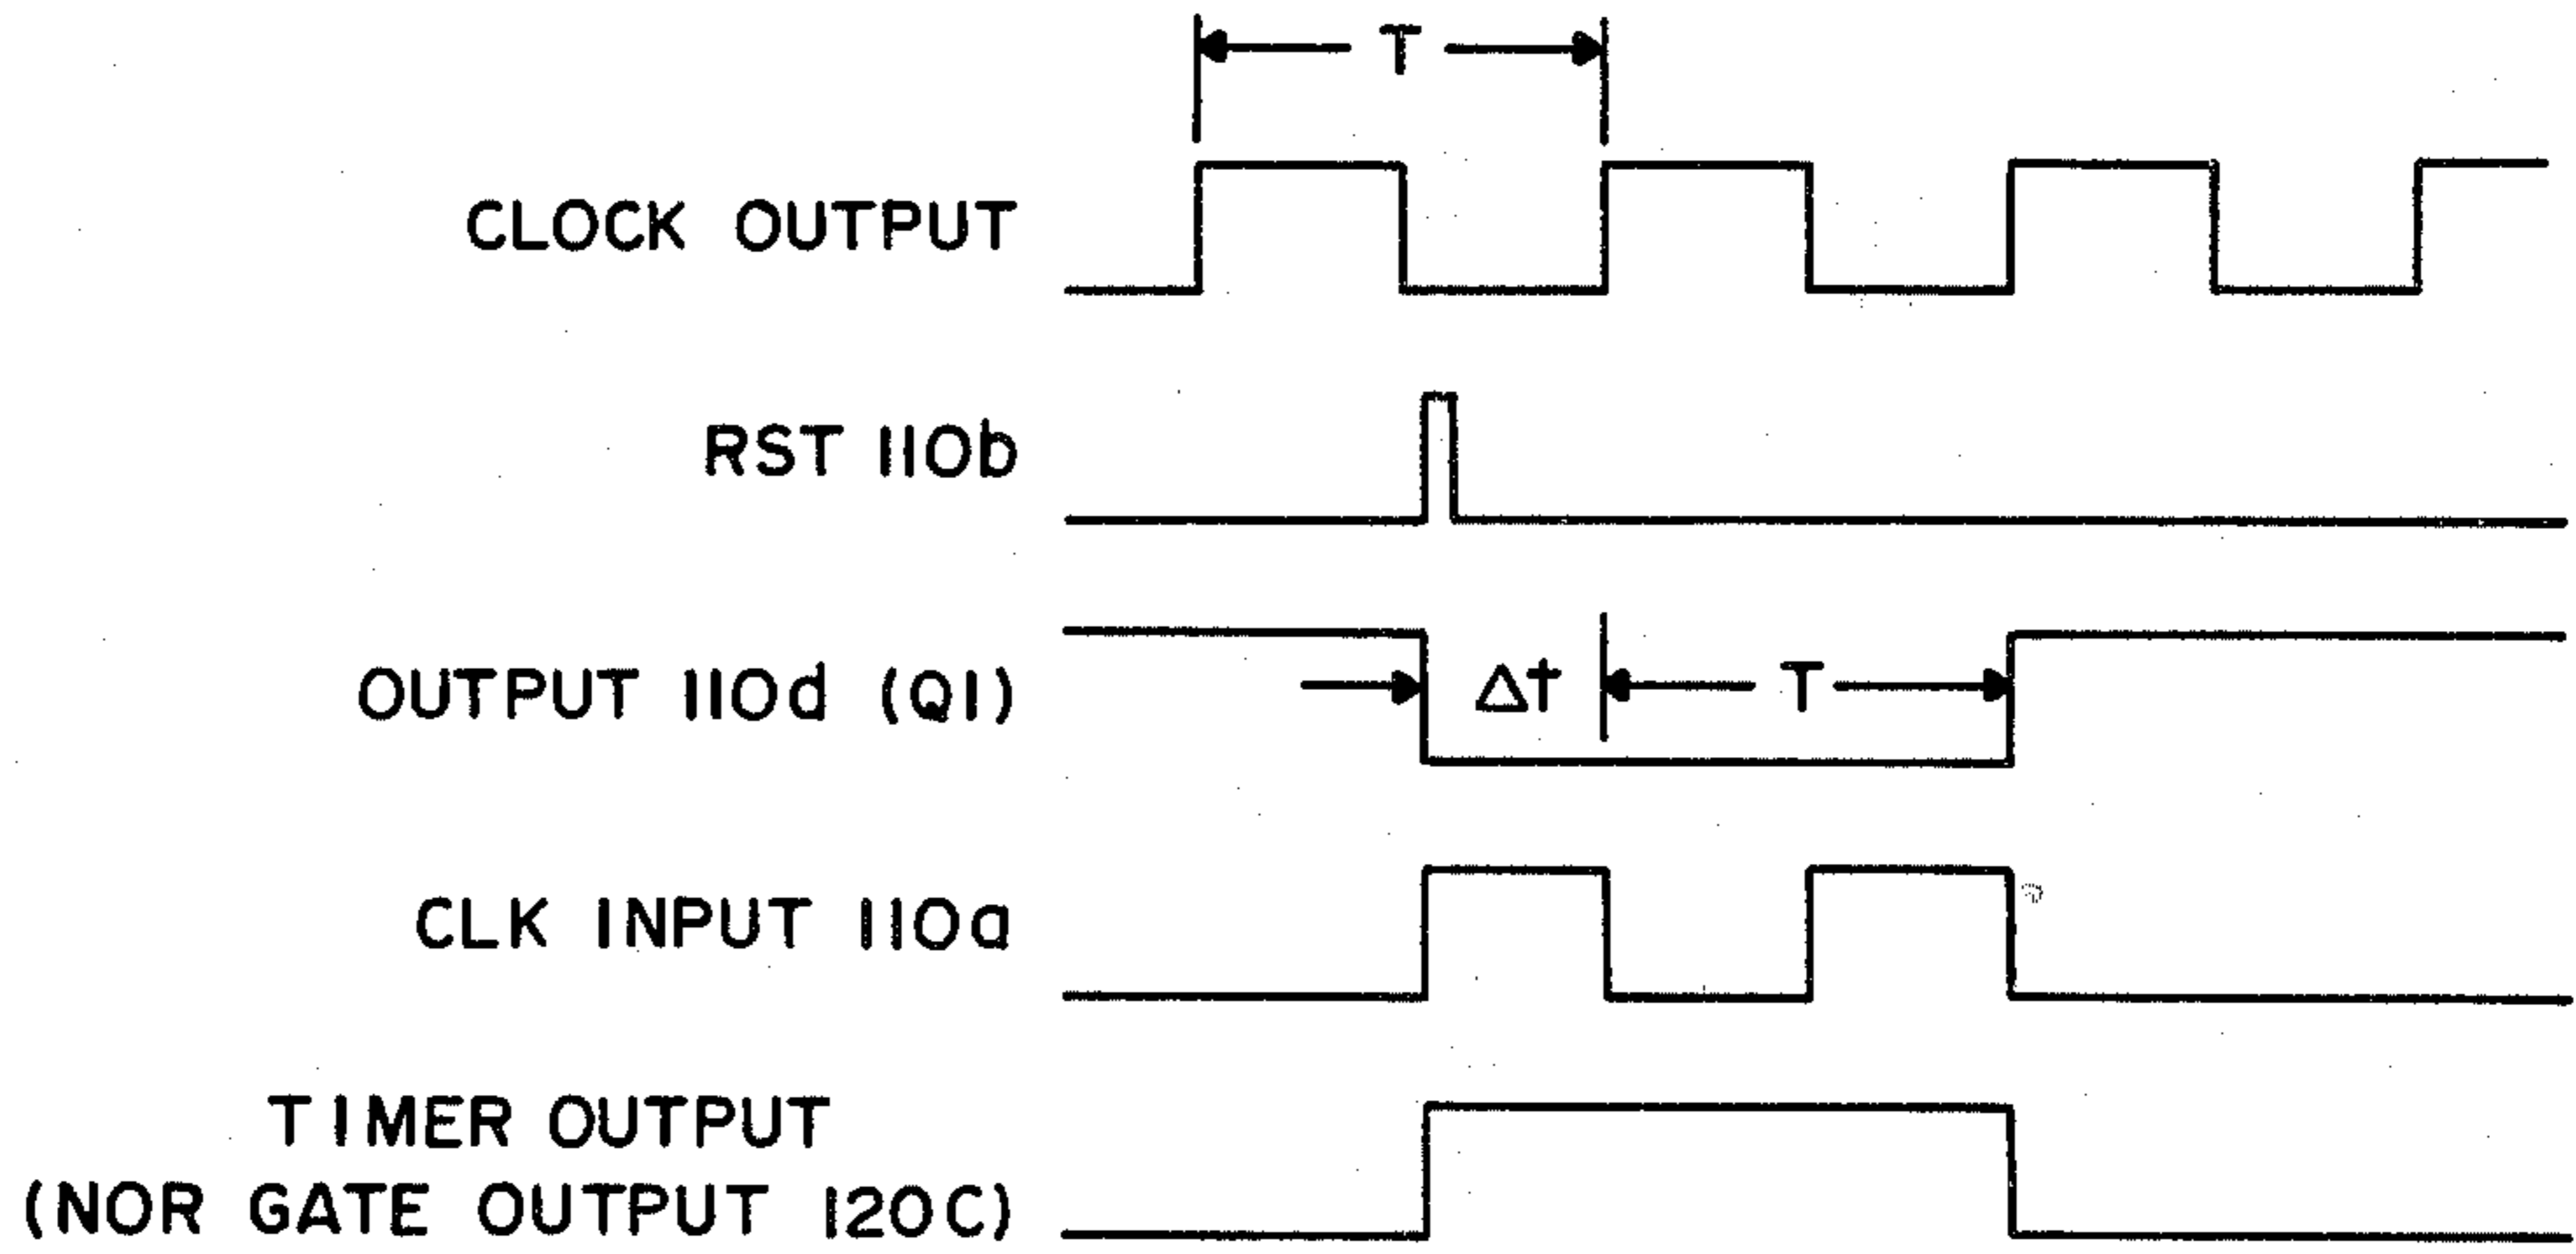 T
CLOCK OUTPUT
RST 110b
OUTPUT 110d (Q1)
Δt
T
CLK INPUT 110a
TIMER OUTPUT
(NOR GATE OUTPUT 120C)